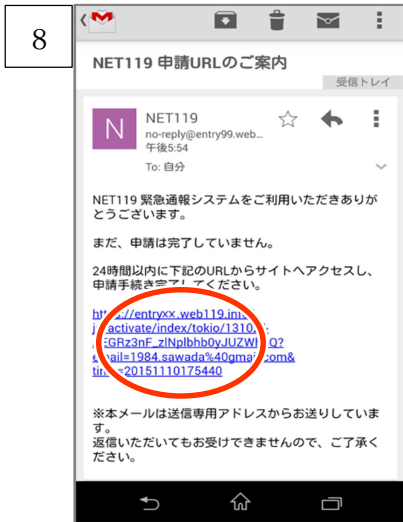 8
NET119 申請URLのご案内
受信トレイ
N
NET119
no-reply@entry99.web...
午後5:54
To: 自分
NET119 緊急通報システムをご利用いただきありが
とうございます。
まだ、申請は完了していません。
24時間以内に下記のURLからサイトへアクセスし、
申請手続き完了してください。
://entry××.web119.in
activate/index/tokio/1310
EGRz3nF_zlNpIbhb0yJUZW Q?
email=1984.sawada%40gmai com&
=20151110175440
※本メールは送信専用アドレスからお送りしていま
す。
返信いただいてもお受けできませんので、ご了承く
ださい。